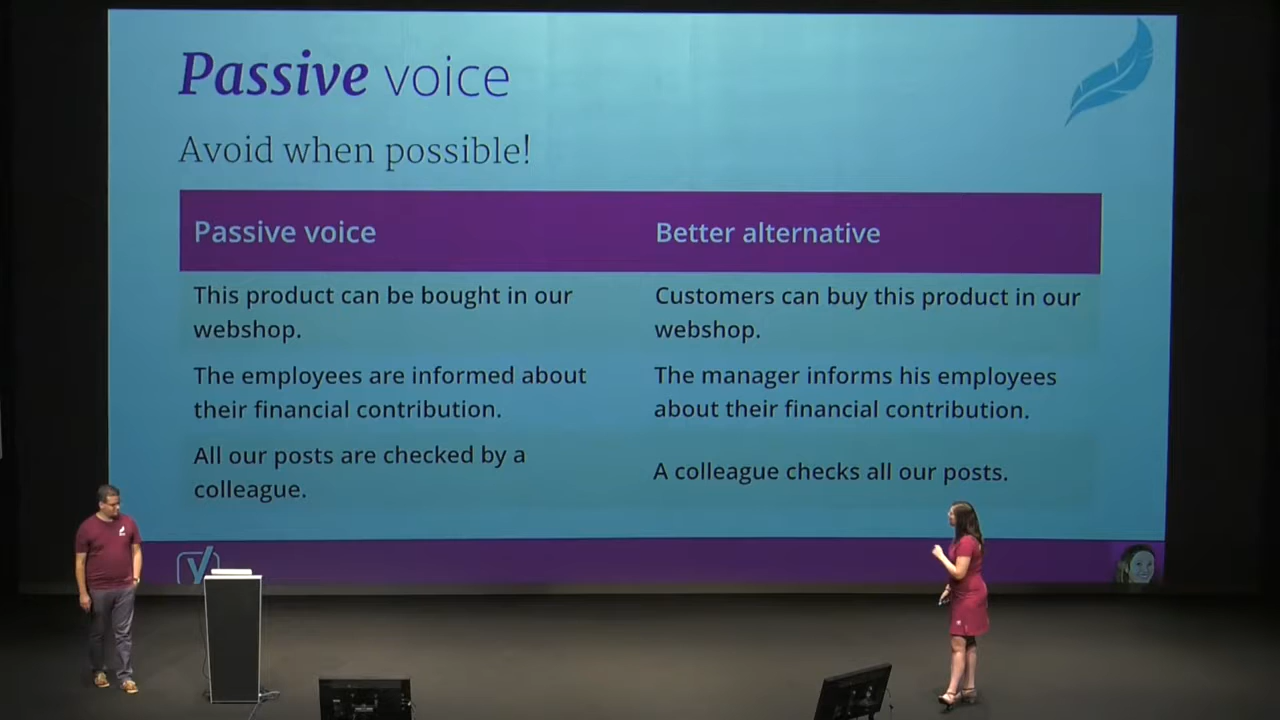 Passive voice
Avoid when possible!
Passive voice
Better alternative
This product can be bought in our
webshop.
Customers can buy this product in our
webshop.
The employees are informed about
their financial contribution.
The manager informs his employees
about their financial contribution.
All our posts are checked by a
colleague.
A colleague checks all our posts.
y